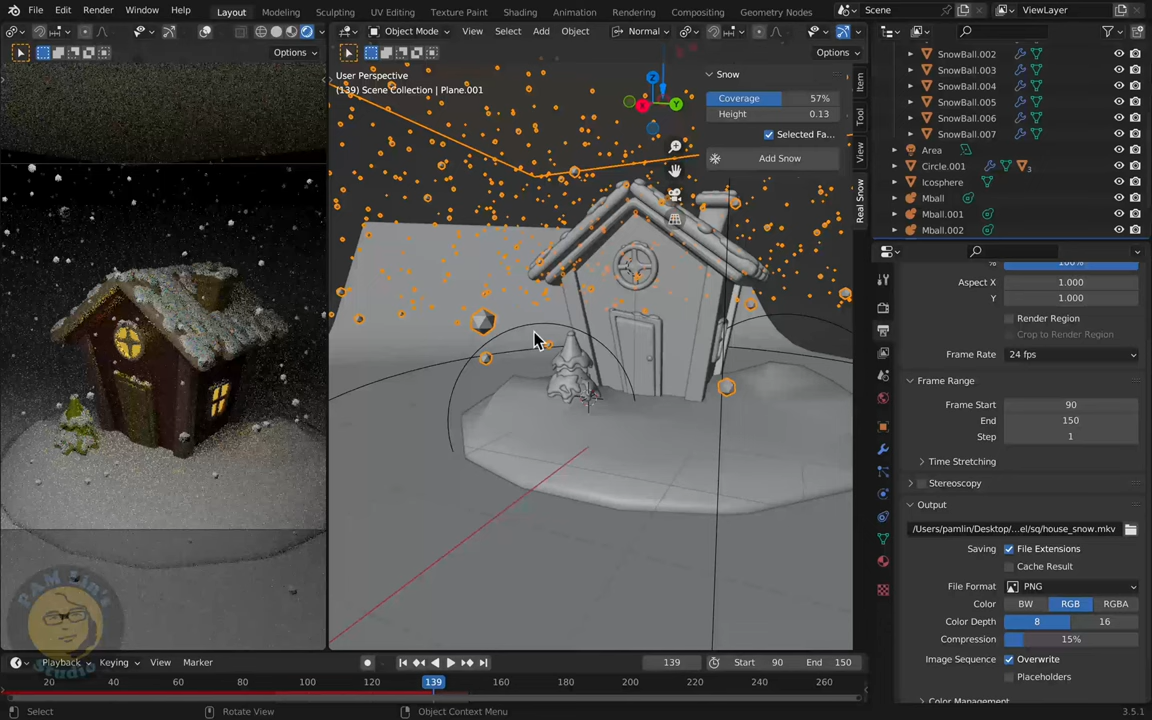 File Edit Render Window Help Layout Modeling Sculpting UV Editing Texture Paint Shading Animation Rendering Compositing Geometry Nodes Scene ViewLayer
Object Mode View Select Add Object Normal
Options Options
User Perspective
(139) Scene Collection | Plane.001
Snow
Coverage 57%
Height 0.13
Selected Fa...
Add Snow
Item
Tool
View
Real Snow
Z
X
Y
SnowBall.002
SnowBall.003
SnowBall.004
SnowBall.005
SnowBall.006
SnowBall.007
Area
Circle.001 3
Icosphere
Mball
Mball.001
Mball.002
% 100%
Aspect X 1.000
Y 1.000
Render Region
Crop to Render Region
Frame Rate 24 fps
Frame Range
Frame Start 90
End 150
Step 1
Time Stretching
Stereoscopy
Output
/Users/pamlin/Desktop/...el/sq/house_snow.mkv
Saving File Extensions
Cache Result
File Format PNG
Color BW RGB RGBA
Color Depth 8 16
Compression 15%
Image Sequence Overwrite
Placeholders
Color Management
PAM Lin's
Studio
Playback Keying View Marker 139 Start 90 End 150
20 40 60 80 100 120 139 160 180 200 220 240 260
Select Rotate View Object Context Menu 3.5.1